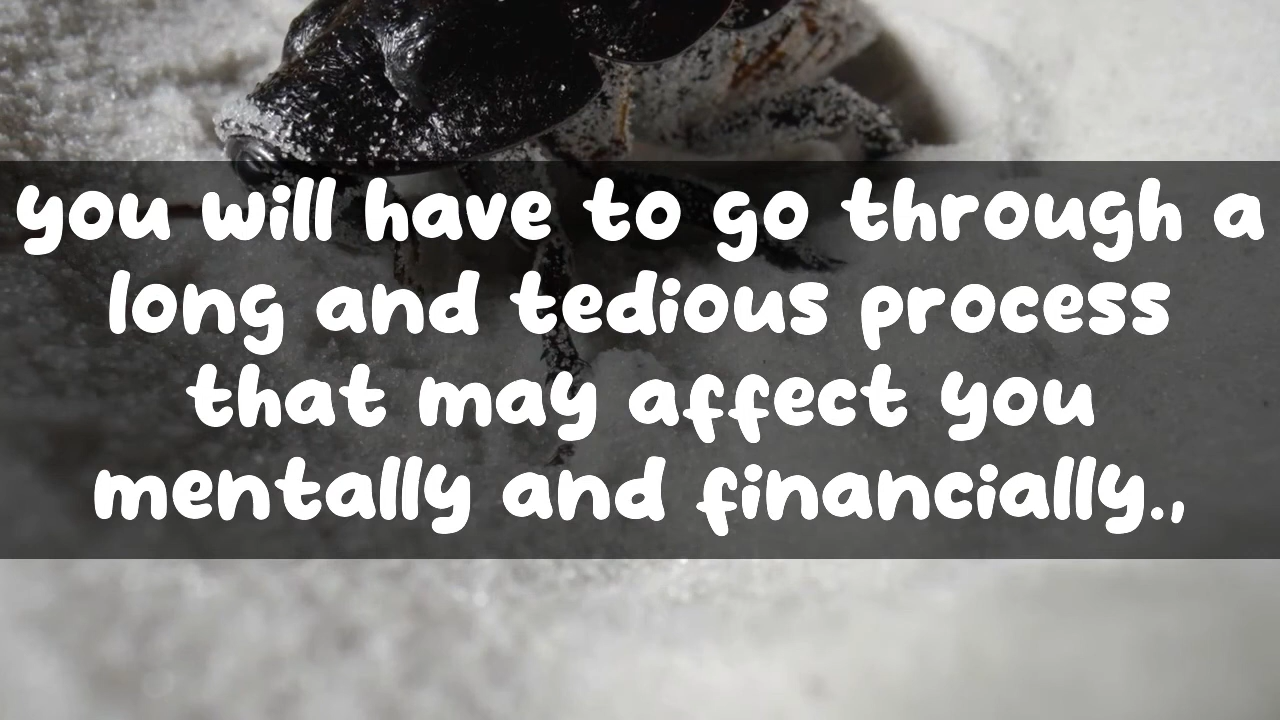 you will have to go through a
long and tedious process
that may affect you
mentally and financially.,